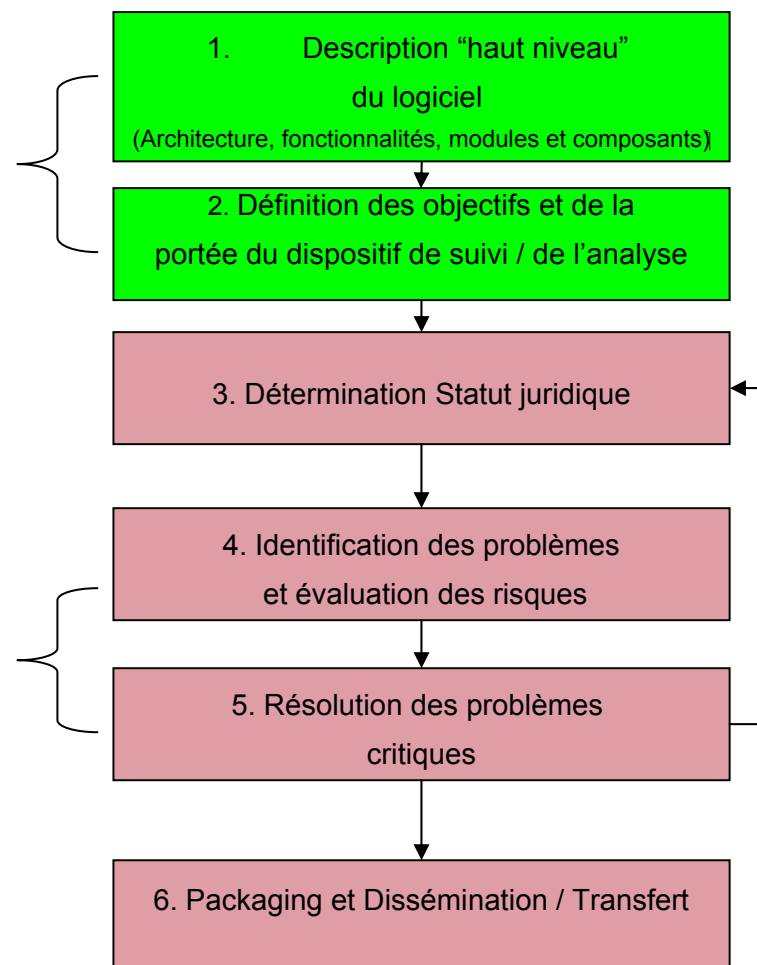 1. Description “haut niveau”
du logiciel
(Architecture, fonctionnalités, modules et composants)
2. Définition des objectifs et de la
portée du dispositif de suivi / de l’analyse
3. Détermination Statut juridique
4. Identification des problèmes
et évaluation des risques
5. Résolution des problèmes
critiques
6. Packaging et Dissémination / Transfert